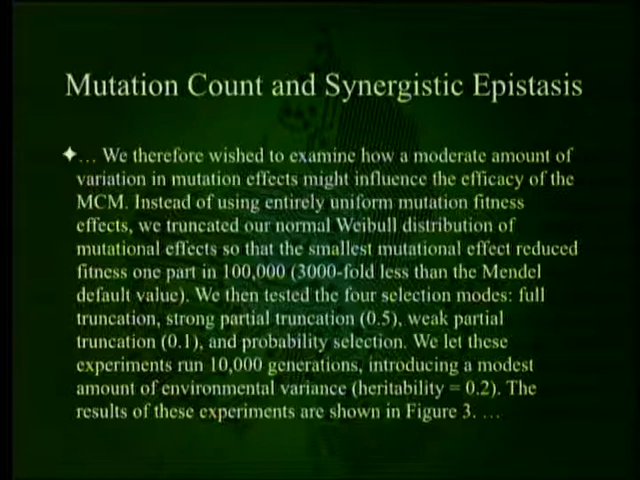 Mutation Count and Synergistic Epistasis
… We therefore wished to examine how a moderate amount of
variation in mutation effects might influence the efficacy of the
MCM. Instead of using entirely uniform mutation fitness
effects, we truncated our normal Weibull distribution of
mutational effects so that the smallest mutational effect reduced
fitness one part in 100,000 (3000-fold less than the Mendel
default value). We then tested the four selection modes: full
truncation, strong partial truncation (0.5), weak partial
truncation (0.1), and probability selection. We let these
experiments run 10,000 generations, introducing a modest
amount of environmental variance (heritability = 0.2). The
results of these experiments are shown in Figure 3. …